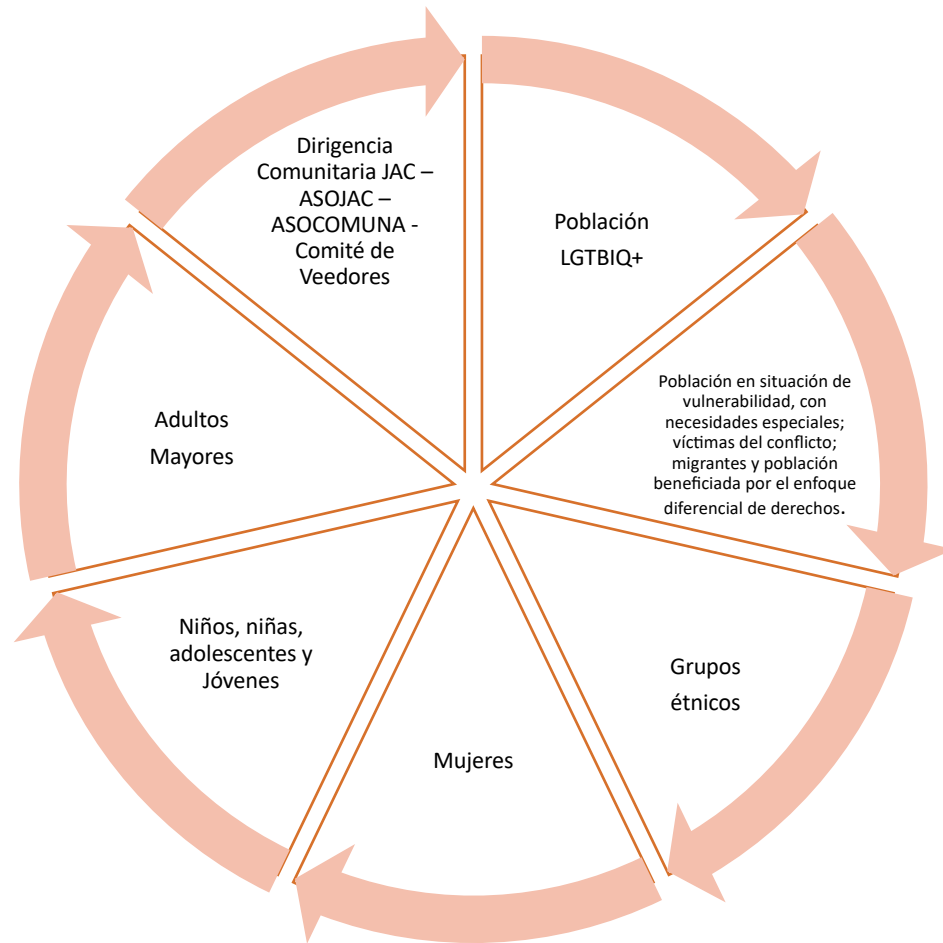 Dirigencia
Comunitaria JAC –
ASOJAC –
ASOCOMUNA -
Comité de
Veedores
Población
LGTBIQ+
Población en situación de
vulnerabilidad, con
necesidades especiales;
víctimas del conflicto;
migrantes y población
beneficiada por el enfoque
diferencial de derechos.
Grupos
étnicos
Mujeres
Niños, niñas,
adolescentes y
Jóvenes
Adultos
Mayores